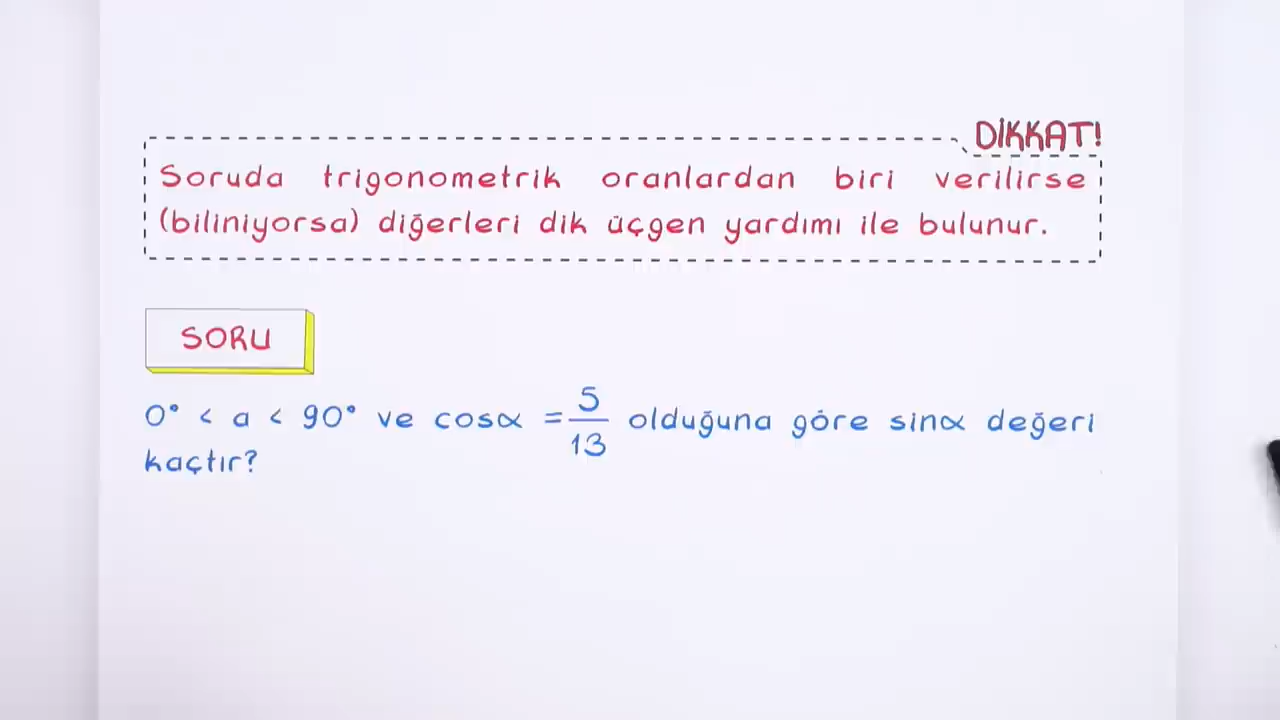 DİKKAT!
Soruda trigonometrik oranlardan biri verilirse
(biliniyorsa) diğerleri dik üçgen yardımı ile bulunur.
SORU
0° < a < 90° ve cosα = 5/13 olduğuna göre sinα değeri
kaçtır?